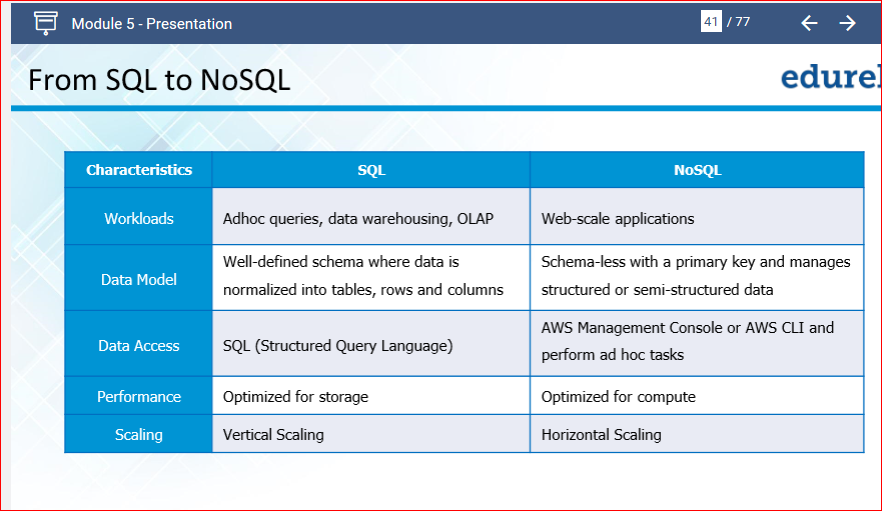 Module 5 - Presentation
41 / 77
From SQL to NoSQL
Characteristics SQL NoSQL
Workloads Adhoc queries, data warehousing, OLAP Web-scale applications
Data Model Well-defined schema where data is normalized into tables, rows and columns Schema-less with a primary key and manages structured or semi-structured data
Data Access SQL (Structured Query Language) AWS Management Console or AWS CLI and perform ad hoc tasks
Performance Optimized for storage Optimized for compute
Scaling Vertical Scaling Horizontal Scaling